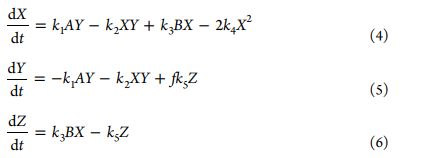 dX/dt = k₁AY − k₂XY + k₃BX − 2k₄X² (4)
dY/dt = −k₁AY − k₂XY + fk₅Z (5)
dZ/dt = k₃BX − k₅Z (6)